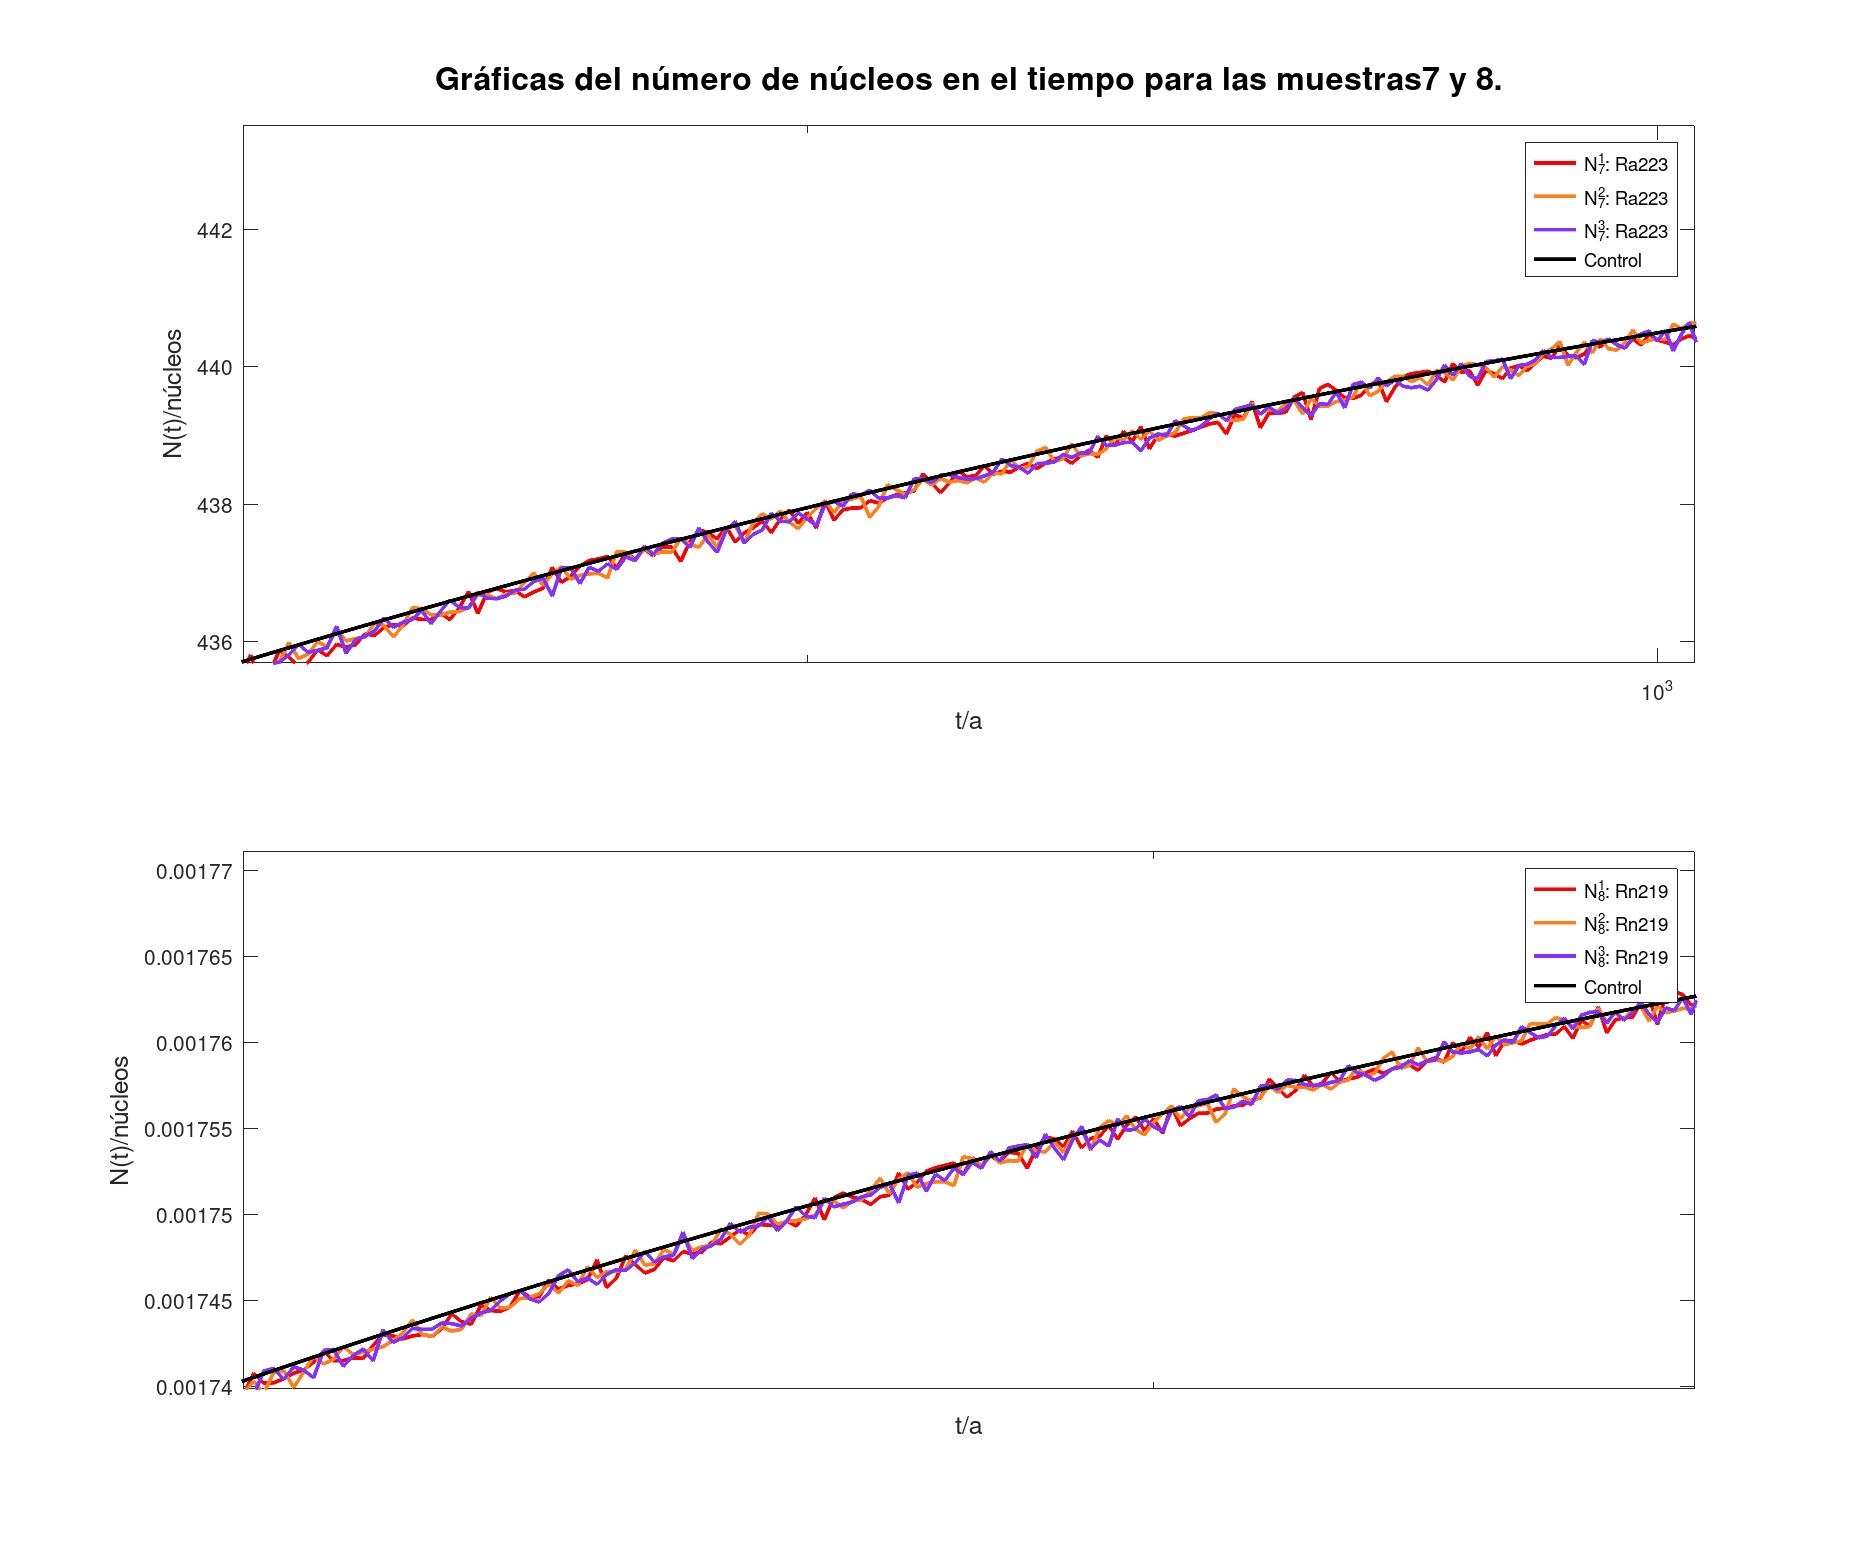 Gráficas del número de núcleos en el tiempo para las muestras7 y 8.
N(t)/núcleos
442
440
438
436
10³
t/a
N₇¹: Ra223
N₇²: Ra223
N₇³: Ra223
Control
N(t)/núcleos
0.00177
0.001765
0.00176
0.001755
0.00175
0.001745
0.00174
t/a
N₈¹: Rn219
N₈²: Rn219
N₈³: Rn219
Control